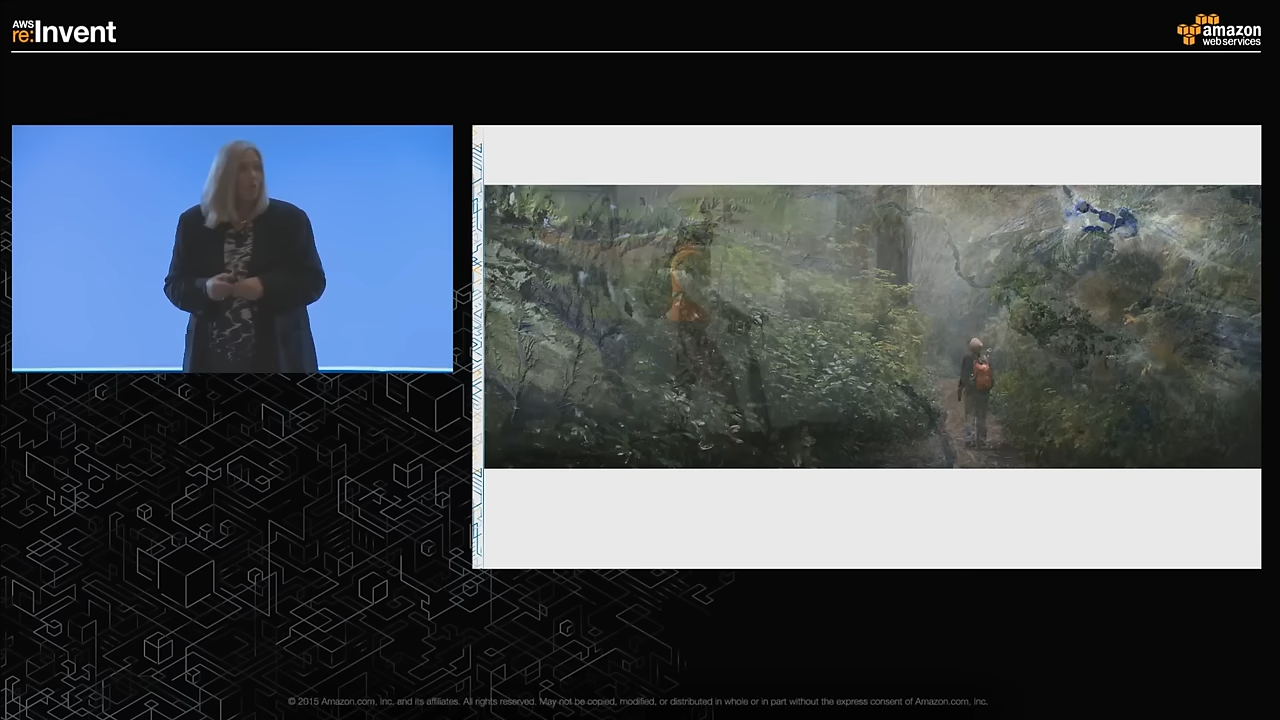 AWS
re:Invent
amazon
web services
© 2015 Amazon.com, Inc. and its affiliates. All rights reserved. May not be copied, modified, or distributed in whole or in part without the express consent of Amazon.com, Inc.